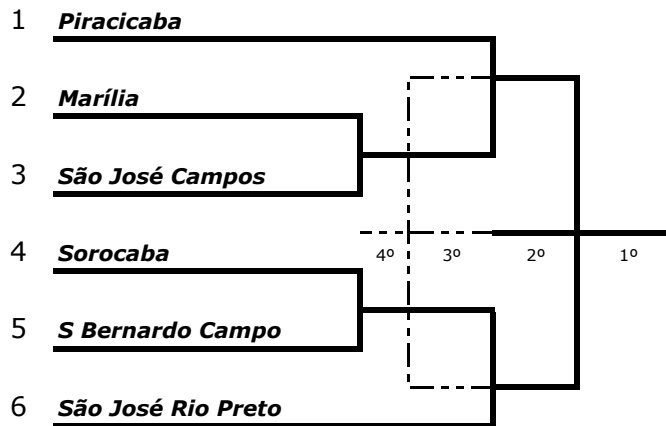 1 Piracicaba
2 Marília
3 São José Campos
4 Sorocaba
4º 3º 2º 1º
5 S Bernardo Campo
6 São José Rio Preto